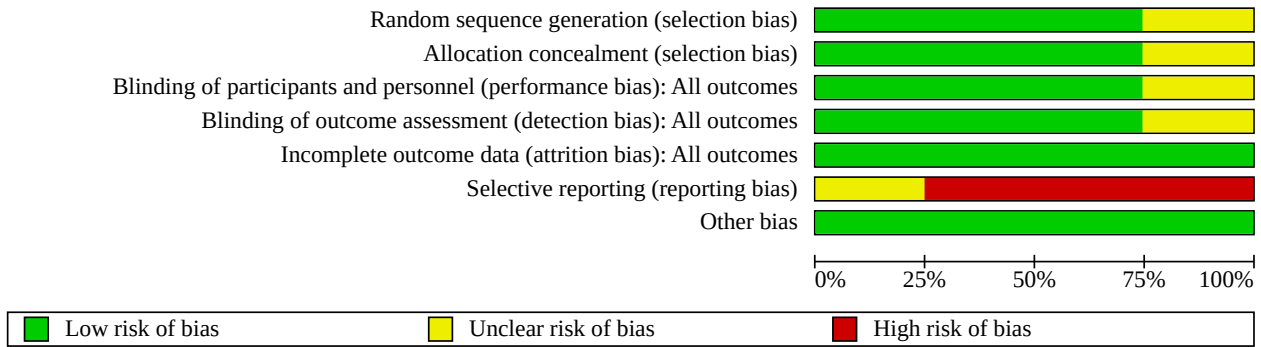 Random sequence generation (selection bias)
Allocation concealment (selection bias)
Blinding of participants and personnel (performance bias): All outcomes
Blinding of outcome assessment (detection bias): All outcomes
Incomplete outcome data (attrition bias): All outcomes
Selective reporting (reporting bias)
Other bias
0% 25% 50% 75% 100%
Low risk of bias Unclear risk of bias High risk of bias